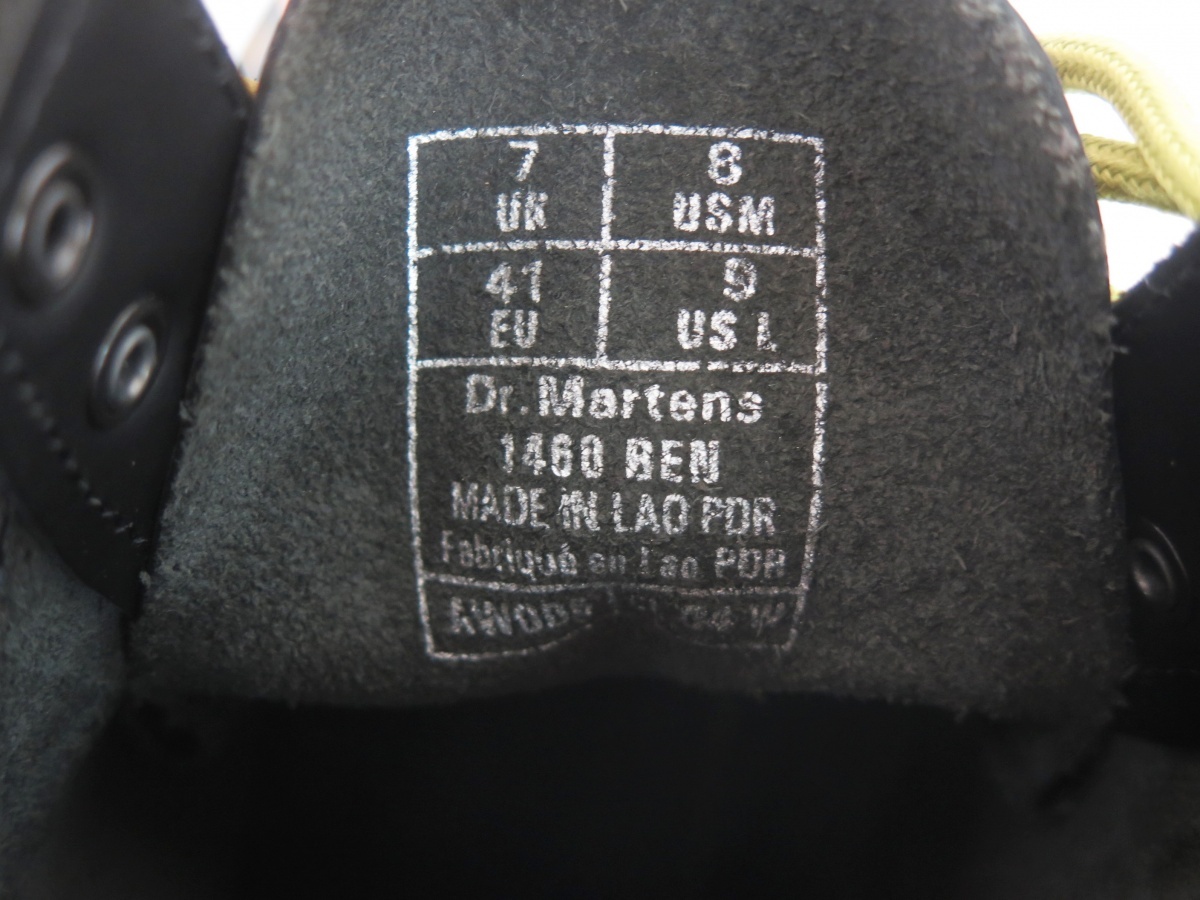 7 8
UK USM
41 9
EU US L
Dr. Martens
1460 BEN
MADE IN LAO PDR
Fabriqué en Lao PDR